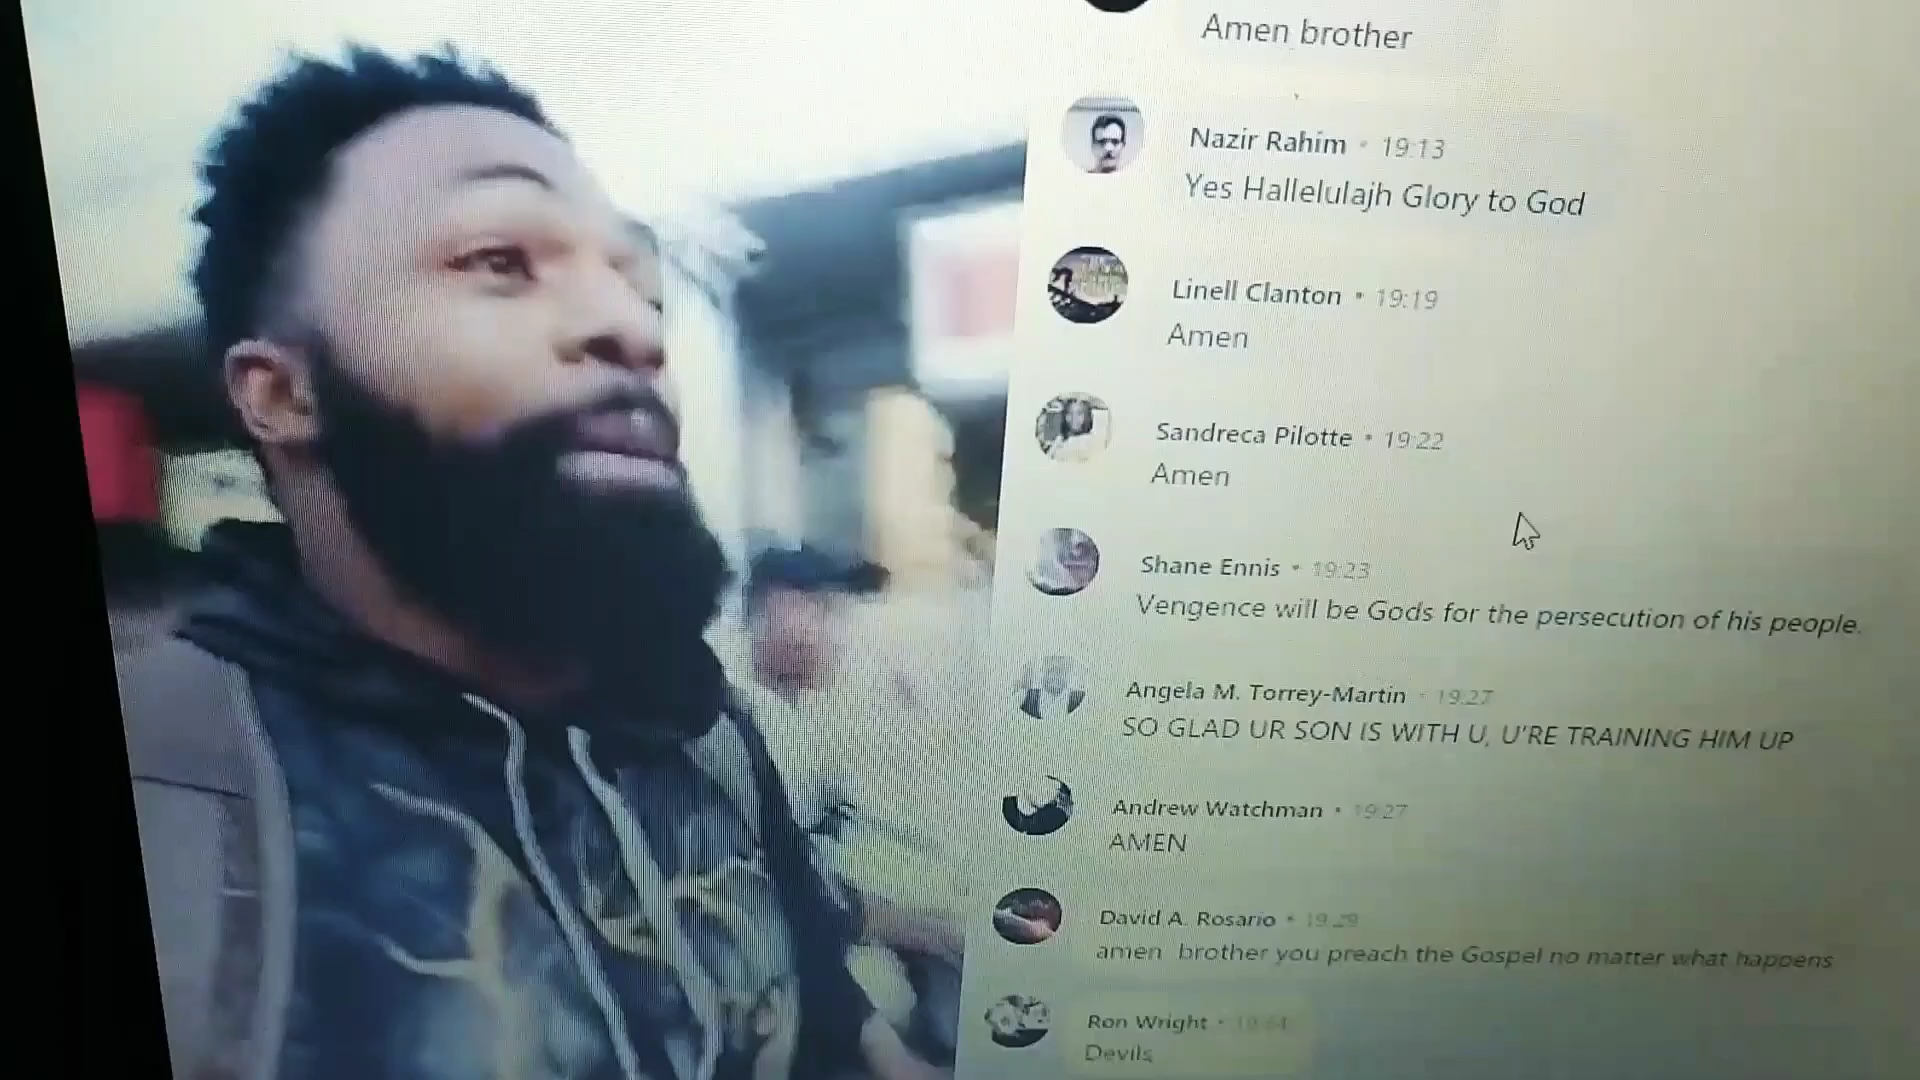 Amen brother
Nazir Rahim • 19:13
Yes Hallelulajh Glory to God
Linell Clanton • 19:19
Amen
Sandreca Pilotte • 19:22
Amen
Shane Ennis • 19:23
Vengence will be Gods for the persecution of his people.
Angela M. Torrey-Martin • 19:27
SO GLAD UR SON IS WITH U, U'RE TRAINING HIM UP
Andrew Watchman • 19:27
AMEN
David A. Rosario • 19:29
amen brother you preach the Gospel no matter what happens
Ron Wright •
Devils